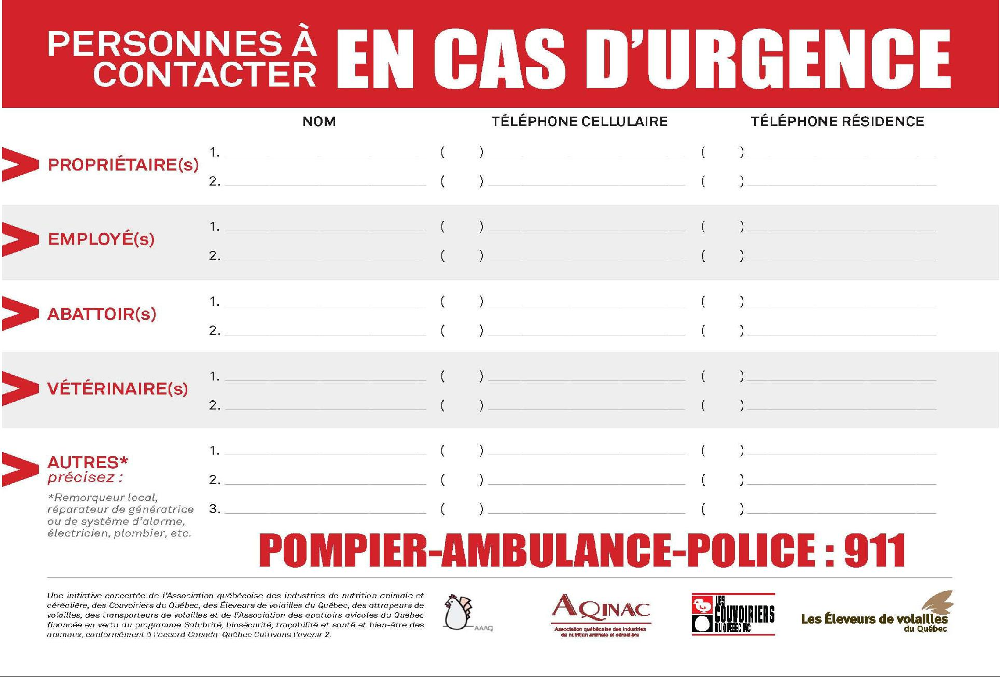 PERSONNES À
CONTACTER
EN CAS D'URGENCE
NOM TÉLÉPHONE CELLULAIRE TÉLÉPHONE RÉSIDENCE
PROPRIÉTAIRE(s)
1. ( ) ( )
2. ( ) ( )
EMPLOYÉ(s)
1. ( ) ( )
2. ( ) ( )
ABATTOIR(s)
1. ( ) ( )
2. ( ) ( )
VÉTÉRINAIRE(s)
1. ( ) ( )
2. ( ) ( )
AUTRES*
précisez :
*Remorqueur local,
réparateur de génératrice
ou de système d'alarme,
électricien, plombier, etc.
1. ( ) ( )
2. ( ) ( )
3. ( ) ( )
POMPIER-AMBULANCE-POLICE : 911
Une initiative concertée de l'Association québécoise des industries de nutrition animale et
céréalière, des Couvoiriers du Québec, des Éleveurs de volailles du Québec, des attrapeurs de
volailles, des transporteurs de volailles et de l'Association des abattoirs avicoles du Québec
financée en vertu du programme Salubrité, biosécurité, traçabilité et santé et bien-être des
animaux, conformément à l'accord Canada-Québec Cultivons l'avenir 2.
AAAQ
AQINAC
Association québécoise des industries
de nutrition animale et céréalière
LES
COUVOIRIERS
DU QUÉBEC INC
Les Éleveurs de volailles
du Québec